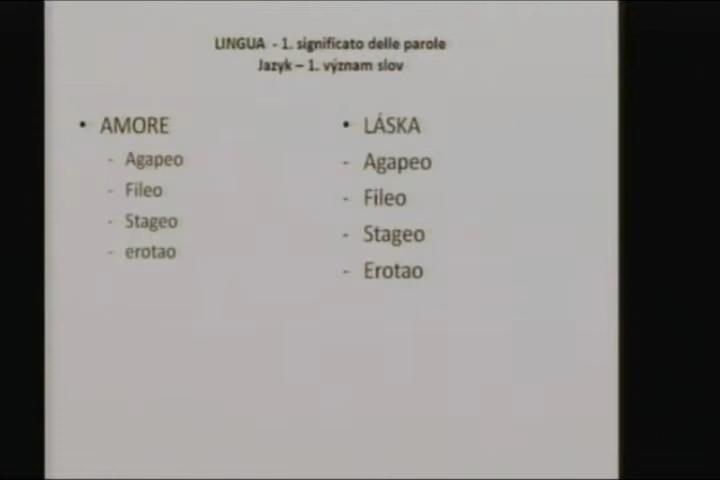 LINGUA - 1. significato delle parole
Jazyk – 1. význam slov
• AMORE
- Agapeo
- Fileo
- Stageo
- erotao
• LÁSKA
- Agapeo
- Fileo
- Stageo
- Erotao